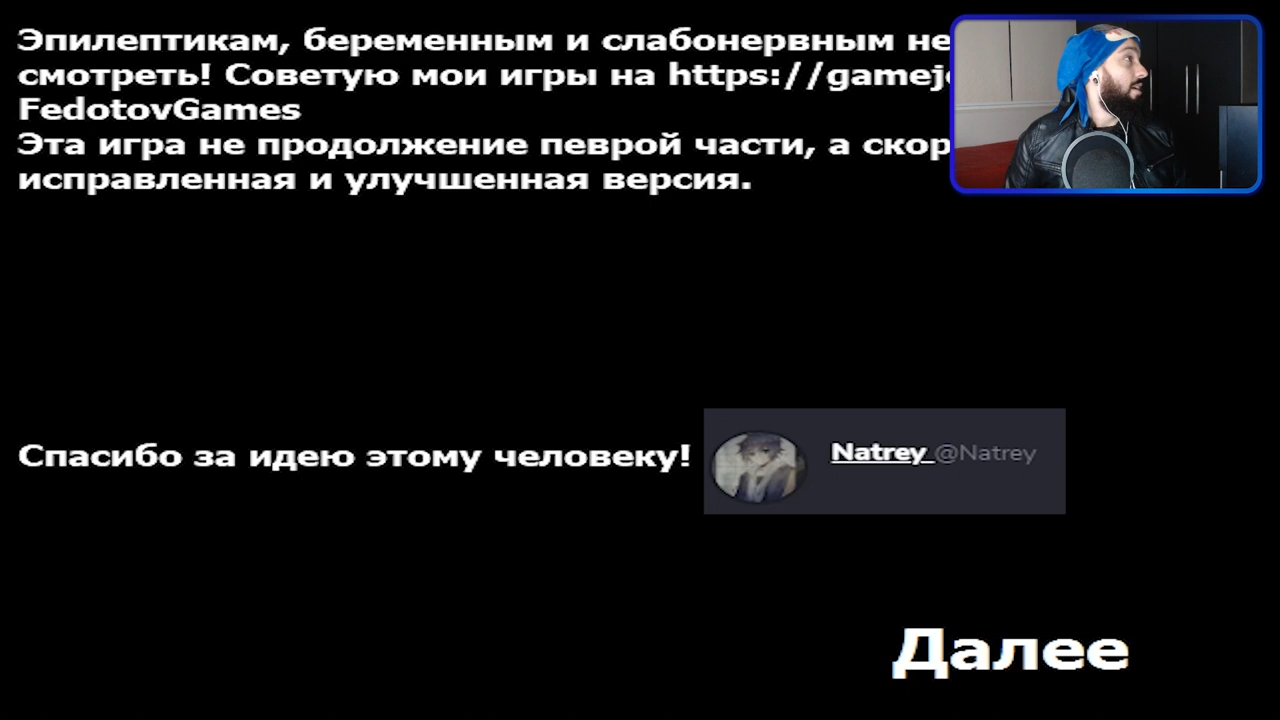 Эпилептикам, беременным и слабонервным не
смотреть! Советую мои игры на https://gamej
FedotovGames
Эта игра не продолжение певрой части, а скор
исправленная и улучшенная версия.
Спасибо за идею этому человеку! Natrey @Natrey
Далее